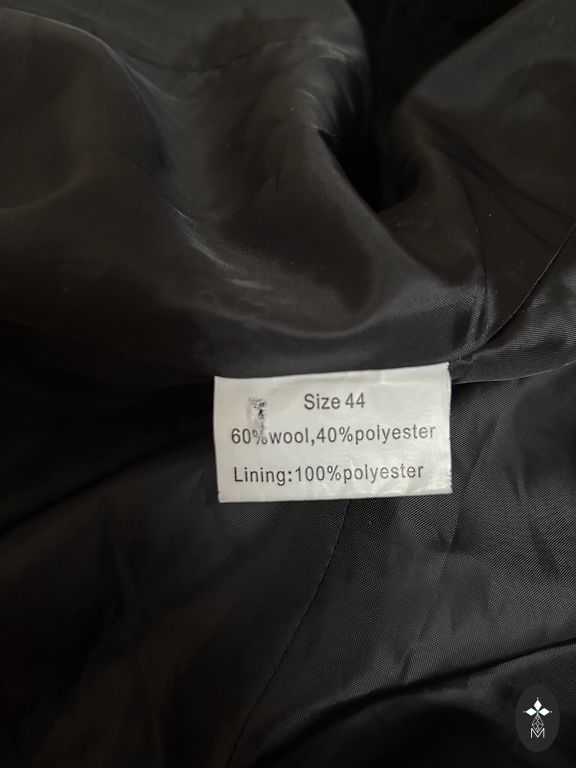 Size 44
60%wool,40%polyester
Lining:100%polyester